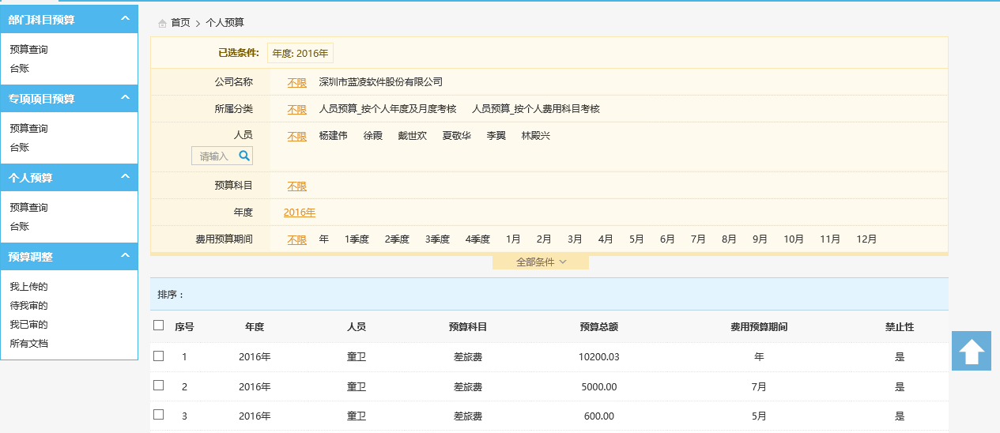 部门科目预算
预算查询
台账
专项项目预算
预算查询
台账
个人预算
预算查询
台账
预算调整
我上传的
待我审的
我已审的
所有文档
首页 > 个人预算
已选条件: 年度: 2016年
公司名称 不限 深圳市蓝凌软件股份有限公司
所属分类 不限 人员预算_按个人年度及月度考核 人员预算_按个人费用科目考核
人员 不限 杨建伟 徐霞 戴世欢 夏敬华 李翼 林殿兴
请输入
预算科目 不限
年度 2016年
费用预算期间 不限 年 1季度 2季度 3季度 4季度 1月 2月 3月 4月 5月 6月 7月 8月 9月 10月 11月 12月
全部条件
排序：
序号 年度 人员 预算科目 预算总额 费用预算期间 禁止性
1 2016年 童卫 差旅费 10200.03 年 是
2 2016年 童卫 差旅费 5000.00 7月 是
3 2016年 童卫 差旅费 600.00 5月 是